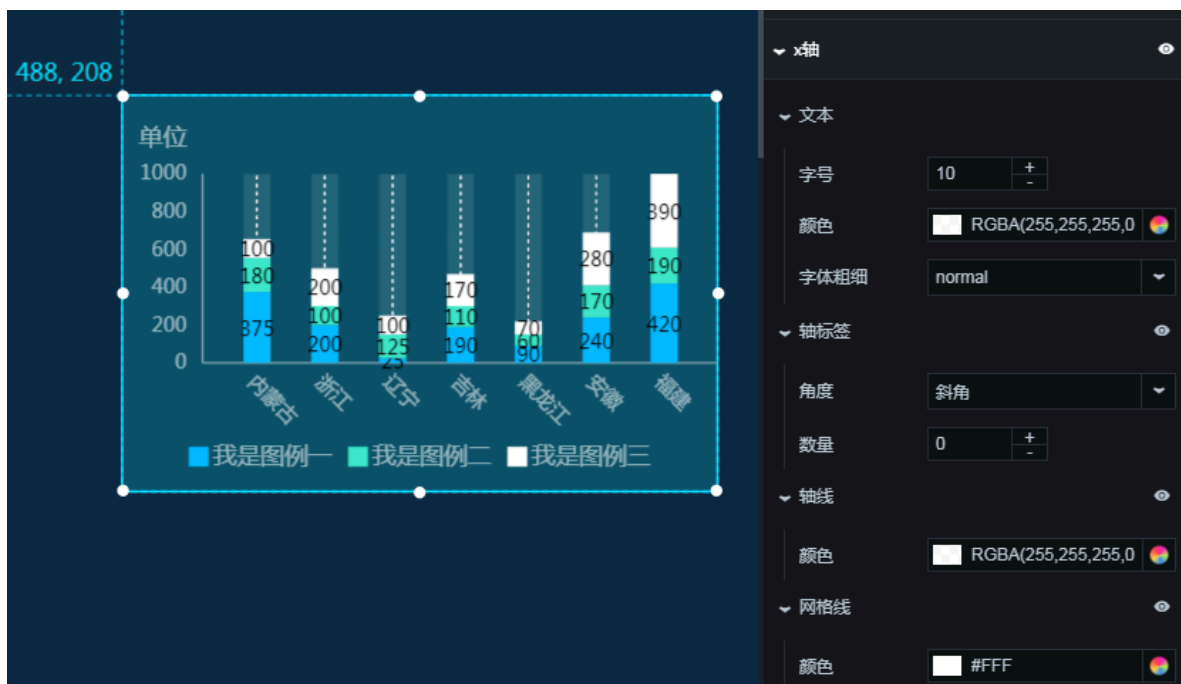 488, 208
单位
1000
800
600
400
200
0
100
180
375
200
100
200
100
125
25
170
110
190
70
60
90
280
170
240
390
190
420
内蒙古
浙江
辽宁
吉林
黑龙江
安徽
福建
我是图例一 我是图例二 我是图例三
x轴
文本
字号 10 + -
颜色 RGBA(255,255,255,0
字体粗细 normal
轴标签
角度 斜角
数量 0 + -
轴线
颜色 RGBA(255,255,255,0
网格线
颜色 #FFF